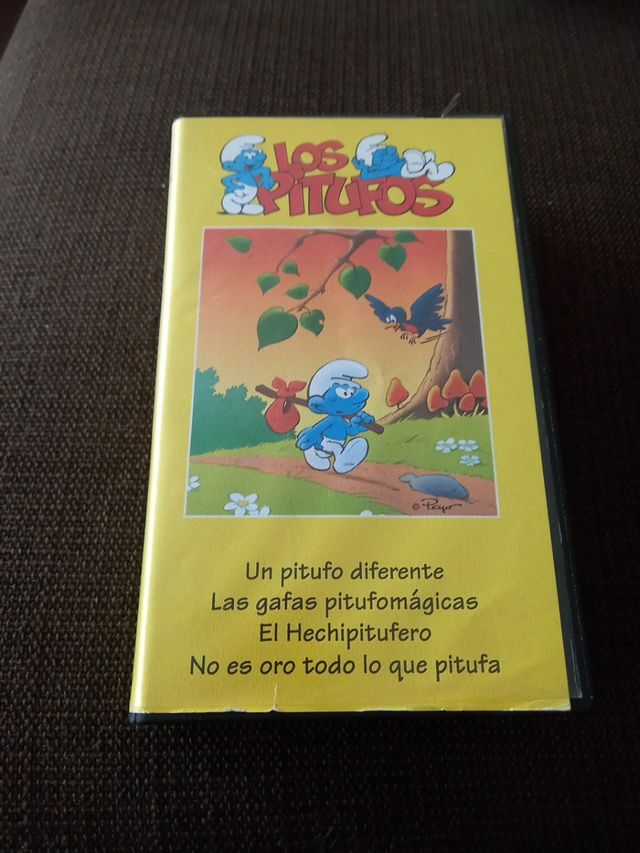 LOS
PITUFOS
© Peyo
Un pitufo diferente
Las gafas pitufomágicas
El Hechipitufero
No es oro todo lo que pitufa